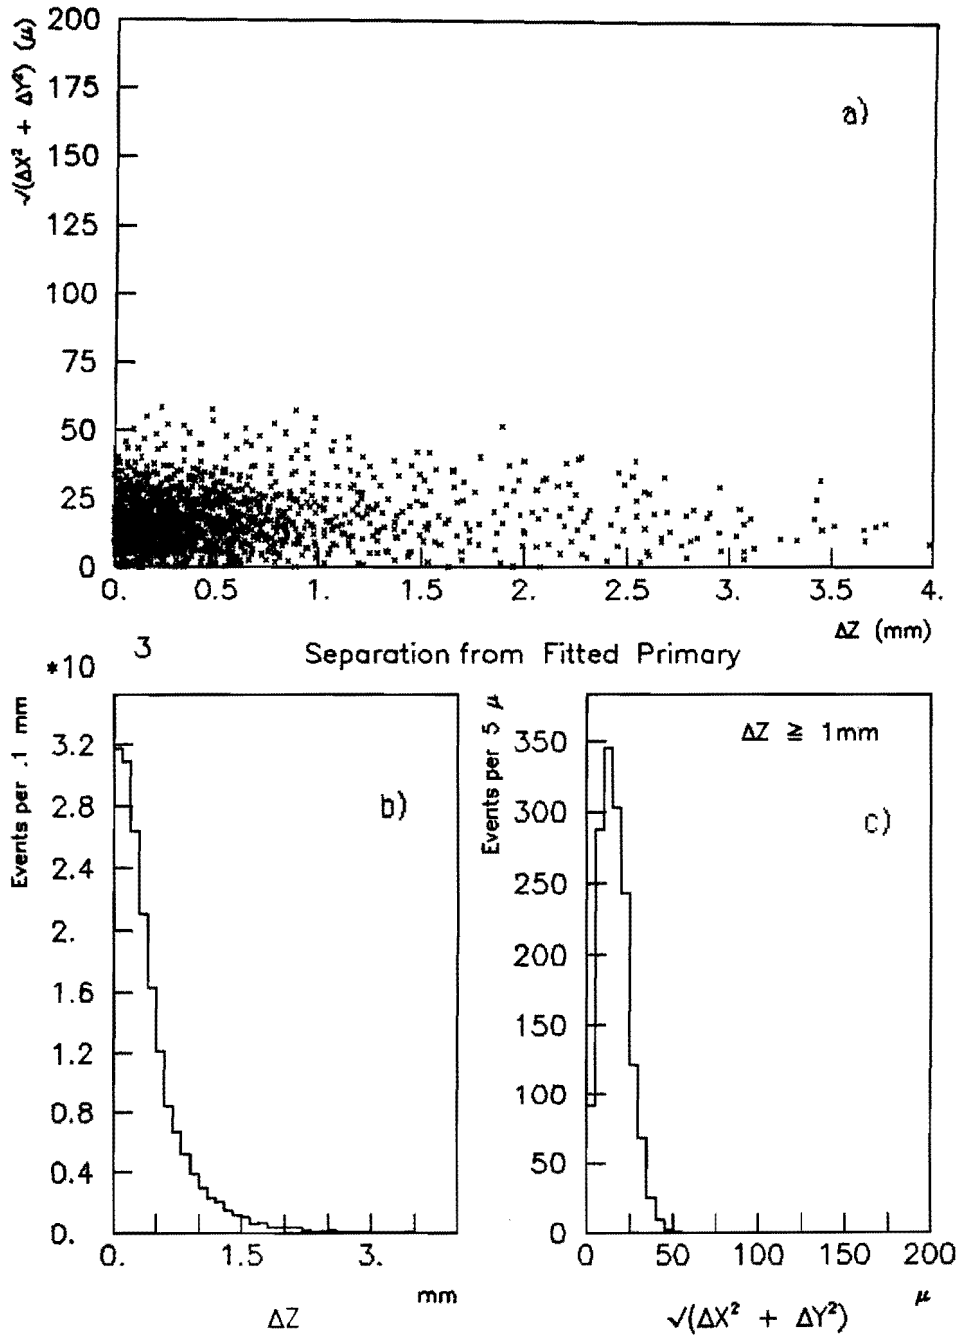 √(ΔX² + ΔY²) (μ)
200
175
150
125
100
75
50
25
0
a)
0. 0.5 1. 1.5 2. 2.5 3. 3.5 4.
ΔZ (mm)
Separation from Fitted Primary
*10 3
Events per .1 mm
3.2
2.8
2.4
2.
1.6
1.2
0.8
0.4
0.
b)
0. 1.5 3.
mm
ΔZ
Events per 5 μ
350
300
250
200
150
100
50
0
ΔZ ≧ 1mm
c)
0 50 100 150 200
μ
√(ΔX² + ΔY²)